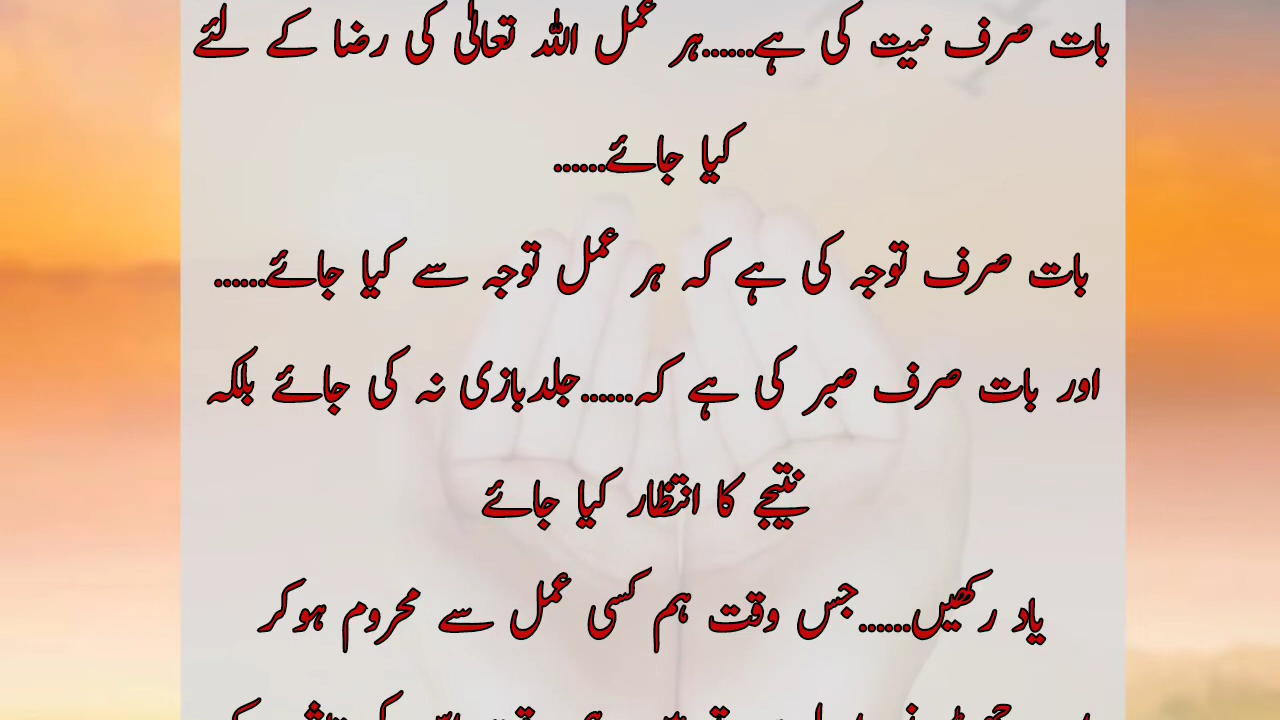 بات صرف نیت کی ہے......ہر عمل اللہ تعالیٰ کی رضا کے لئے
کیا جائے......
بات صرف توجہ کی ہے کہ ہر عمل توجہ سے کیا جائے......
اور بات صرف صبر کی ہے کہ......جلدبازی نہ کی جائے بلکہ
نتیجے کا انتظار کیا جائے
یاد رکھیں......جس وقت ہم کسی عمل سے محروم ہوکر